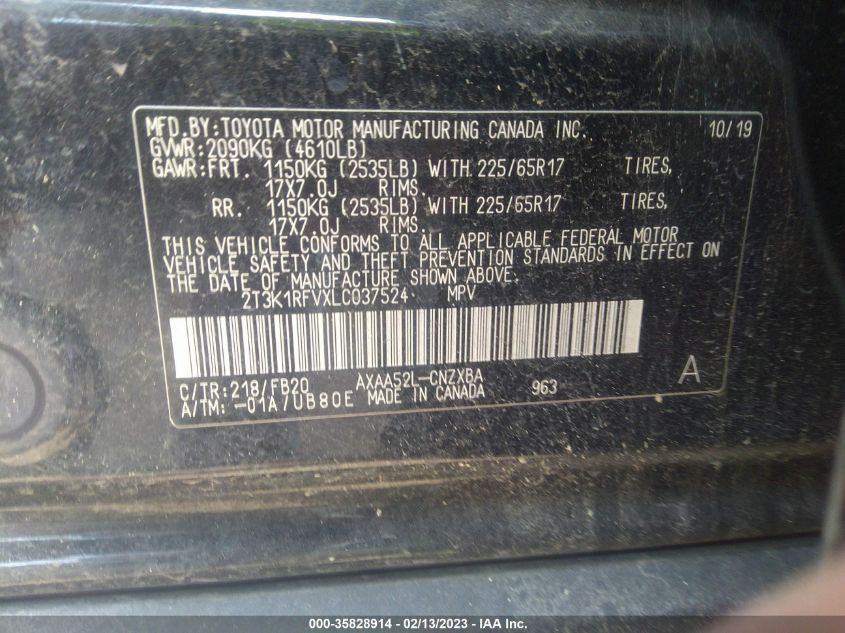 MFD.BY:TOYOTA MOTOR MANUFACTURING CANADA INC. 10/19
GVWR:2090KG (4610LB)
GAWR:FRT. 1150KG (2535LB) WITH 225/65R17 TIRES,
17X7.0J RIMS.
RR. 1150KG (2535LB) WITH 225/65R17 TIRES,
17X7.0J RIMS.
THIS VEHICLE CONFORMS TO ALL APPLICABLE FEDERAL MOTOR
VEHICLE SAFETY AND THEFT PREVENTION STANDARDS IN EFFECT ON
THE DATE OF MANUFACTURE SHOWN ABOVE.
2T3K1RFVXLC037524 MPV
C/TR:218/FB20 AXAA52L-CNZXBA 963 A
A/TM:-01A/UB80E MADE IN CANADA
000-35828914 - 02/13/2023 - IAA Inc.